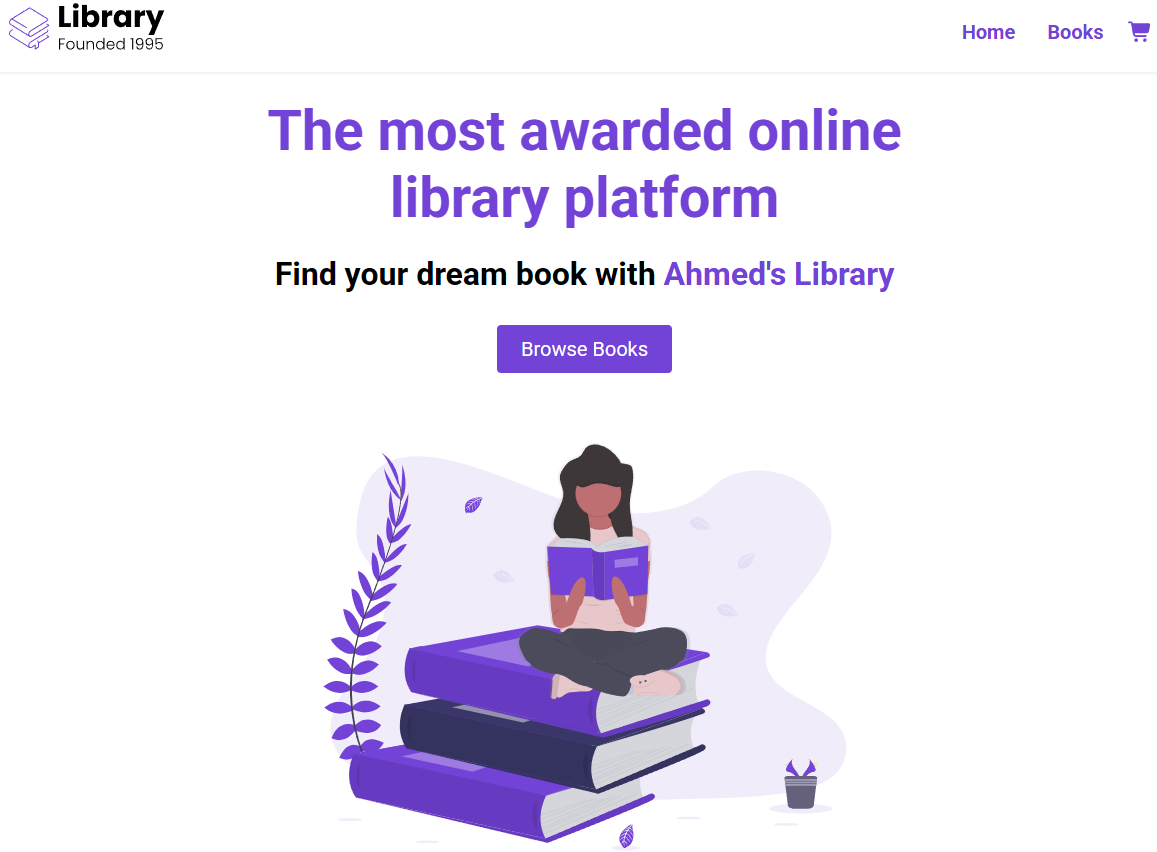 Library
Founded 1995
Home
Books
The most awarded online
library platform
Find your dream book with Ahmed's Library
Browse Books